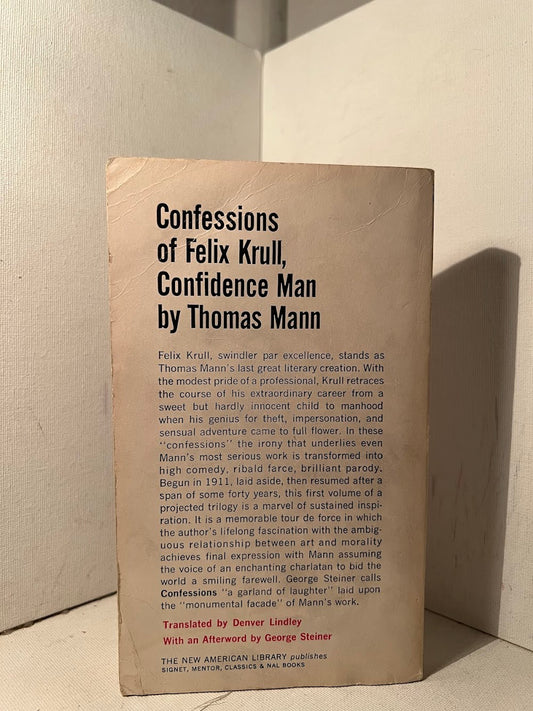 Confessions
of Felix Krull,
Confidence Man
by Thomas Mann
Felix Krull, swindler par excellence, stands as
Thomas Mann's last great literary creation. With
the modest pride of a professional, Krull retraces
the course of his extraordinary career from a
sweet but hardly innocent child to manhood
when his genius for theft, impersonation, and
sensual adventure came to full flower. In these
"confessions" the irony that underlies even
Mann's most serious work is transformed into
high comedy, ribald farce, brilliant parody.
Begun in 1911, laid aside, then resumed after a
span of some forty years, this first volume of a
projected trilogy is a marvel of sustained inspi-
ration. It is a memorable tour de force in which
the author's lifelong fascination with the ambig-
uous relationship between art and morality
achieves final expression with Mann assuming
the voice of an enchanting charlatan to bid the
world a smiling farewell. George Steiner calls
Confessions "a garland of laughter" laid upon
the "monumental facade" of Mann's work.
Translated by Denver Lindley
With an Afterword by George Steiner
THE NEW AMERICAN LIBRARY publishes
SIGNET, MENTOR, CLASSICS & NAL BOOKS